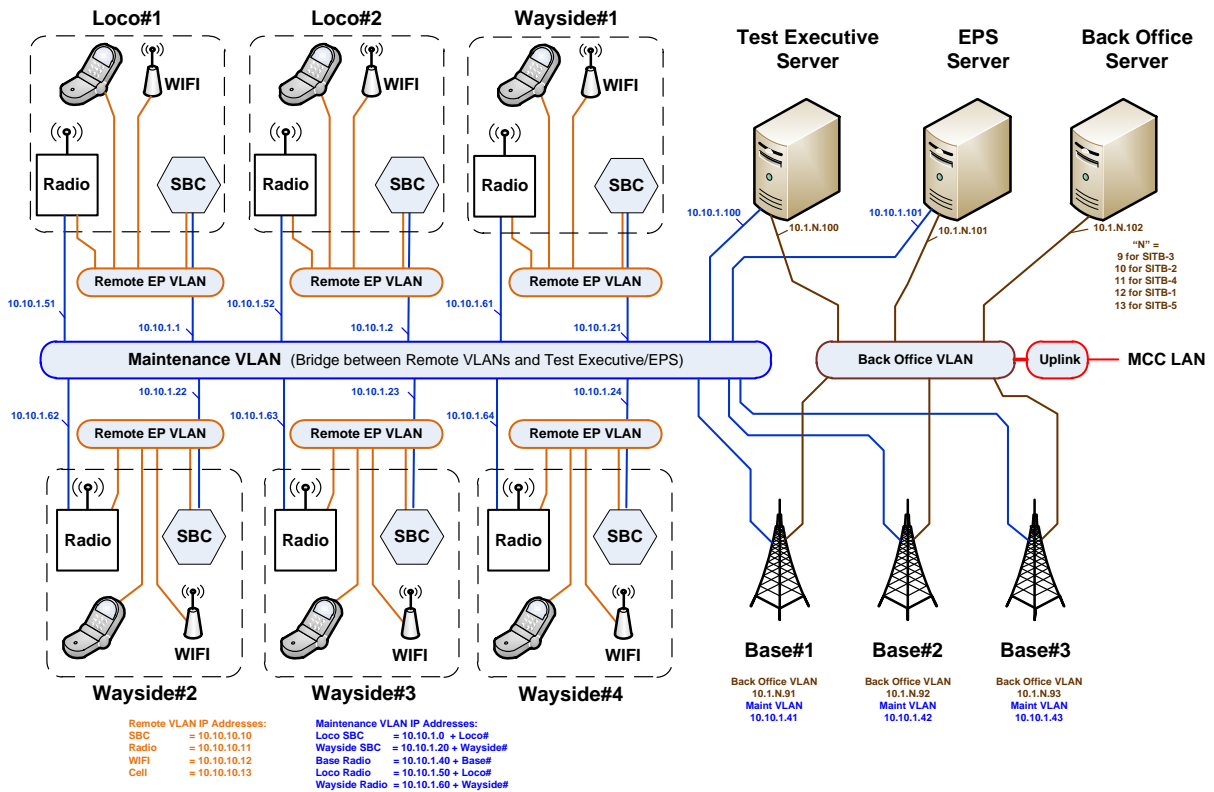 Loco#1
Loco#2
Wayside#1
Test Executive
Server
EPS
Server
Back Office
Server
WIFI
WIFI
WIFI
Radio
SBC
Radio
SBC
Radio
SBC
10.10.1.100
10.1.N.100
10.10.1.101
10.1.N.101
10.1.N.102
“N” =
9 for SITB-3
10 for SITB-2
11 for SITB-4
12 for SITB-1
13 for SITB-5
Remote EP VLAN
Remote EP VLAN
Remote EP VLAN
10.10.1.51
10.10.1.1
10.10.1.52
10.10.1.2
10.10.1.61
10.10.1.21
Maintenance VLAN (Bridge between Remote VLANs and Test Executive/EPS)
Back Office VLAN
Uplink
MCC LAN
10.10.1.62
10.10.1.22
10.10.1.63
10.10.1.23
10.10.1.64
10.10.1.24
Remote EP VLAN
Remote EP VLAN
Remote EP VLAN
Radio
SBC
Radio
SBC
Radio
SBC
WIFI
WIFI
WIFI
Wayside#2
Wayside#3
Wayside#4
Base#1
Base#2
Base#3
Back Office VLAN
10.1.N.91
Maint VLAN
10.10.1.41
Back Office VLAN
10.1.N.92
Maint VLAN
10.10.1.42
Back Office VLAN
10.1.N.93
Maint VLAN
10.10.1.43
Remote VLAN IP Addresses:
SBC = 10.10.10.10
Radio = 10.10.10.11
WIFI = 10.10.10.12
Cell = 10.10.10.13
Maintenance VLAN IP Addresses:
Loco SBC = 10.10.1.0 + Loco#
Wayside SBC = 10.10.1.20 + Wayside#
Base Radio = 10.10.1.40 + Base#
Loco Radio = 10.10.1.50 + Loco#
Wayside Radio = 10.10.1.60 + Wayside#